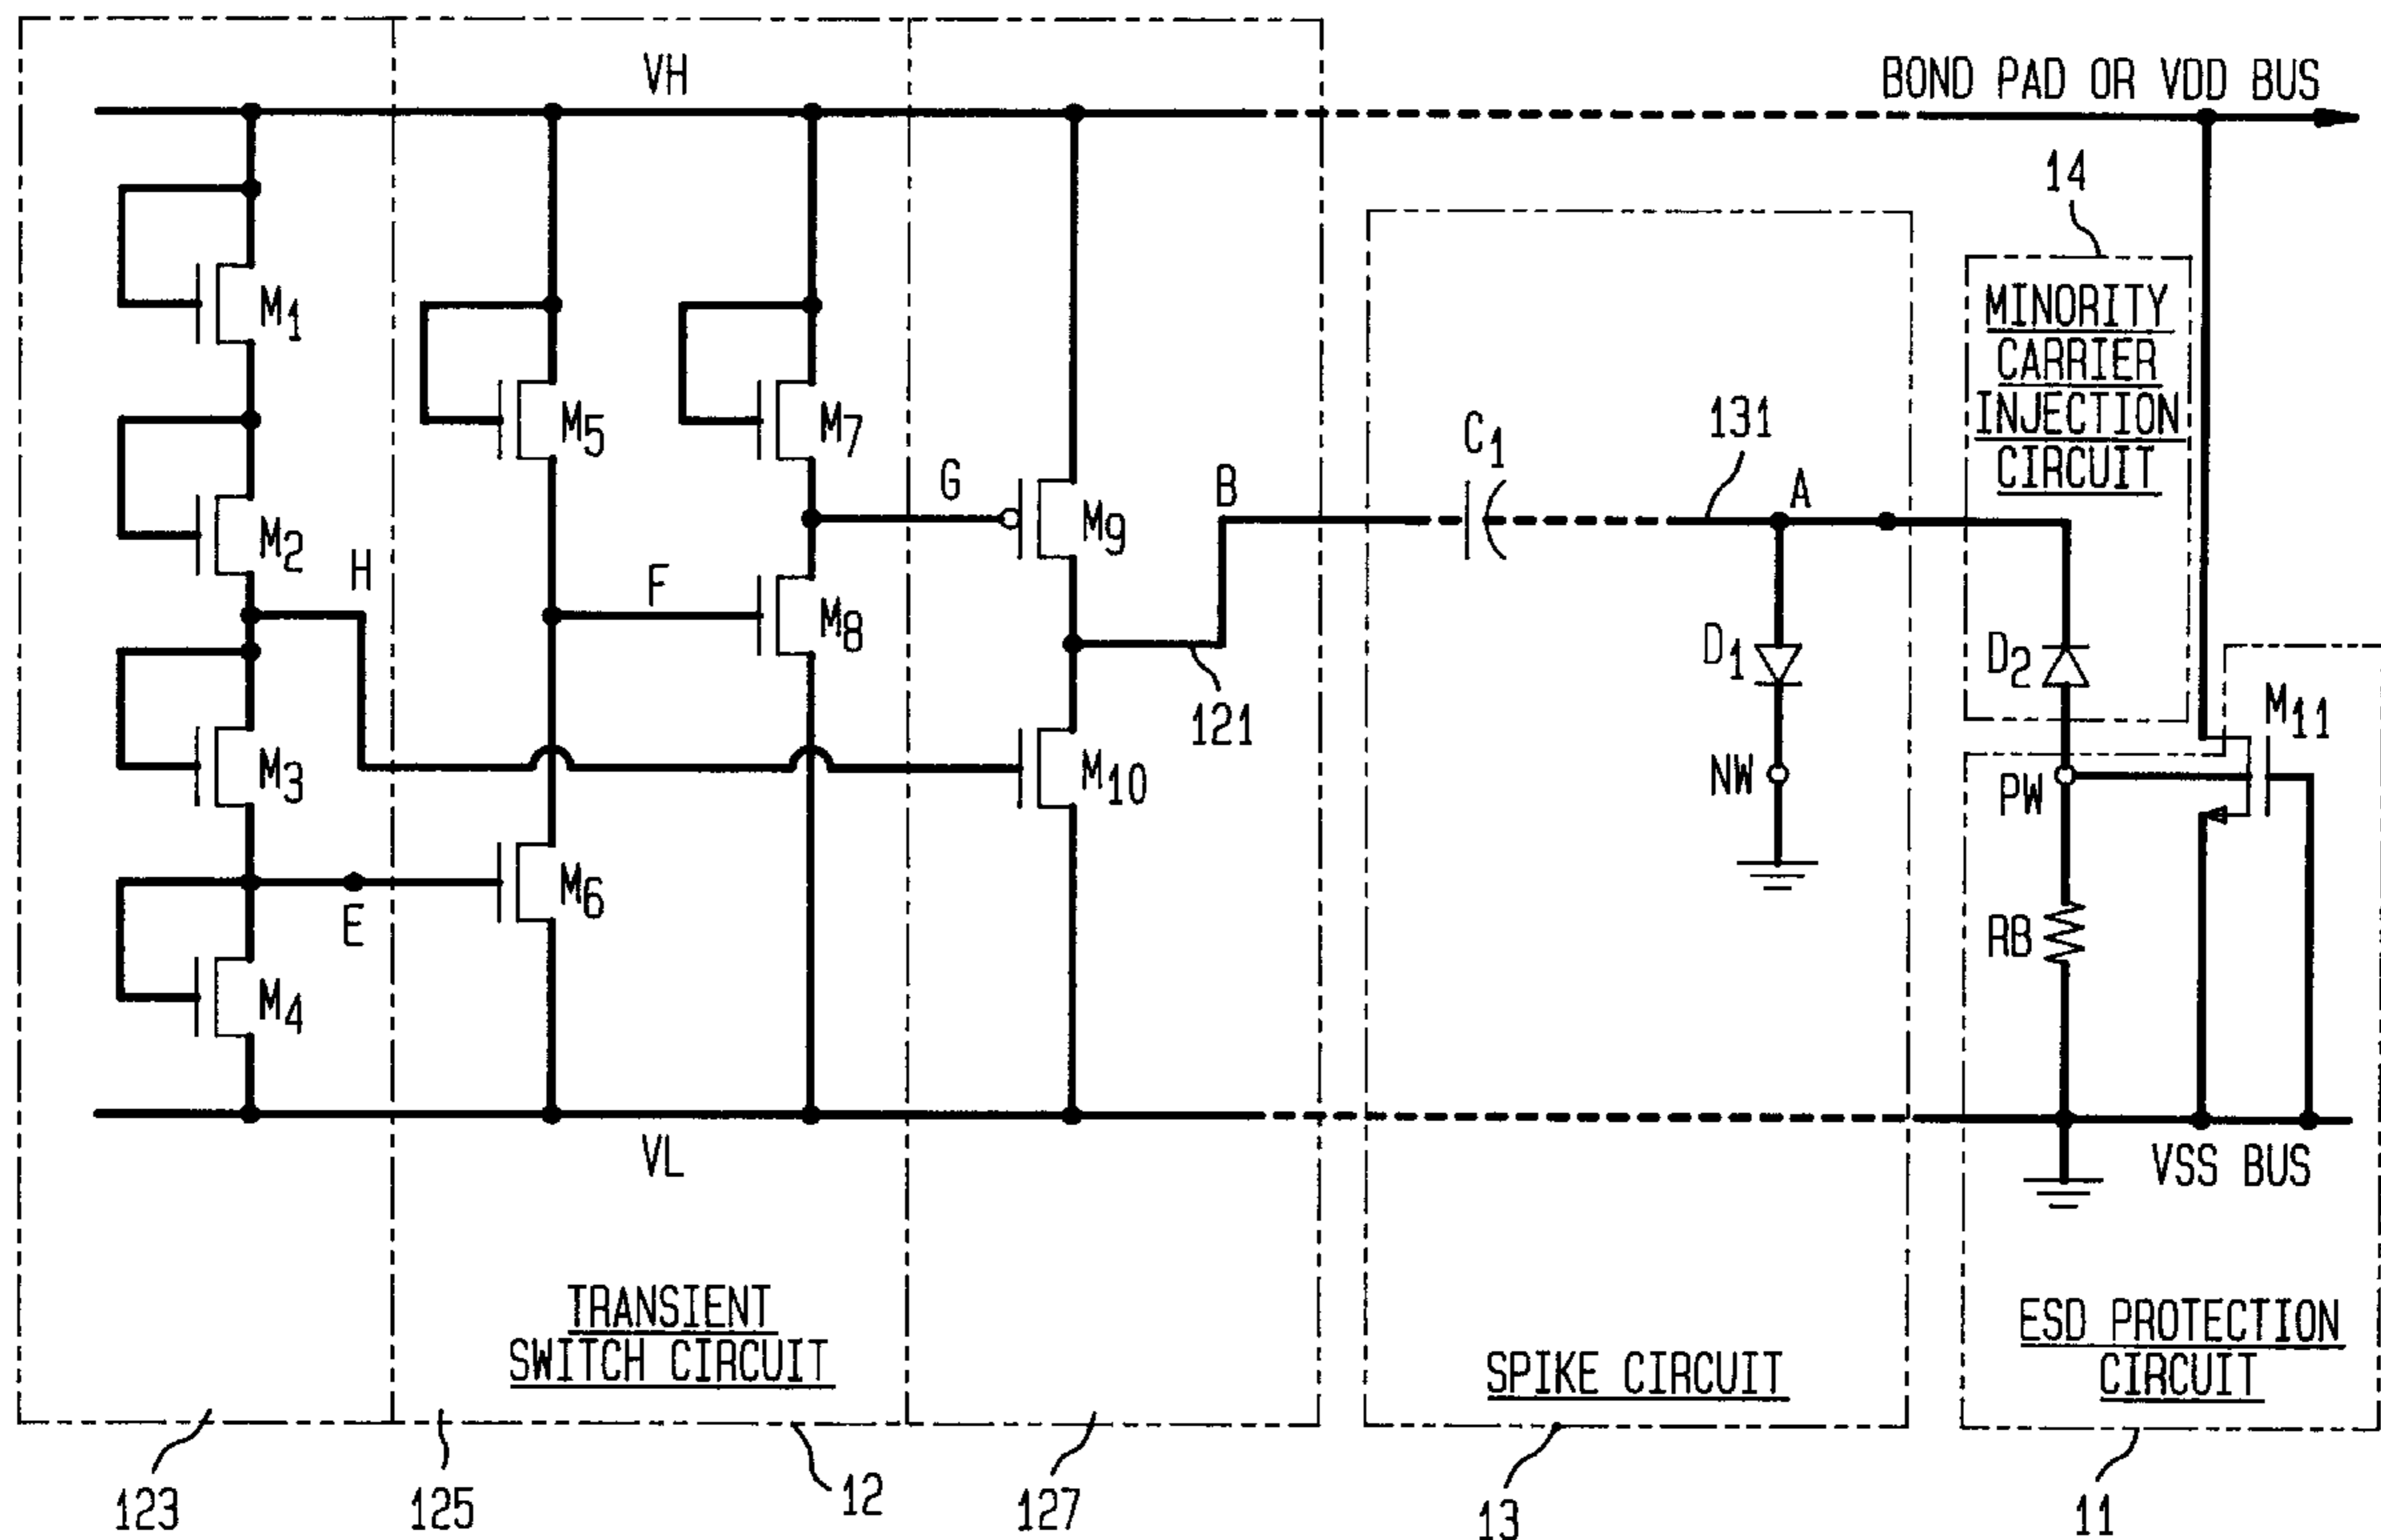 VH
BOND PAD OR VDD BUS
14
MINORITY
CARRIER
INJECTION
CIRCUIT
M1
M5
M7
G
B
C1
131
A
M2
H
F
M9
M8
D1
D2
M11
121
M3
M10
NW
PW
E
M6
RB
M4
VL
VSS BUS
TRANSIENT
SWITCH CIRCUIT
SPIKE CIRCUIT
ESD PROTECTION
CIRCUIT
123
125
12
127
13
11